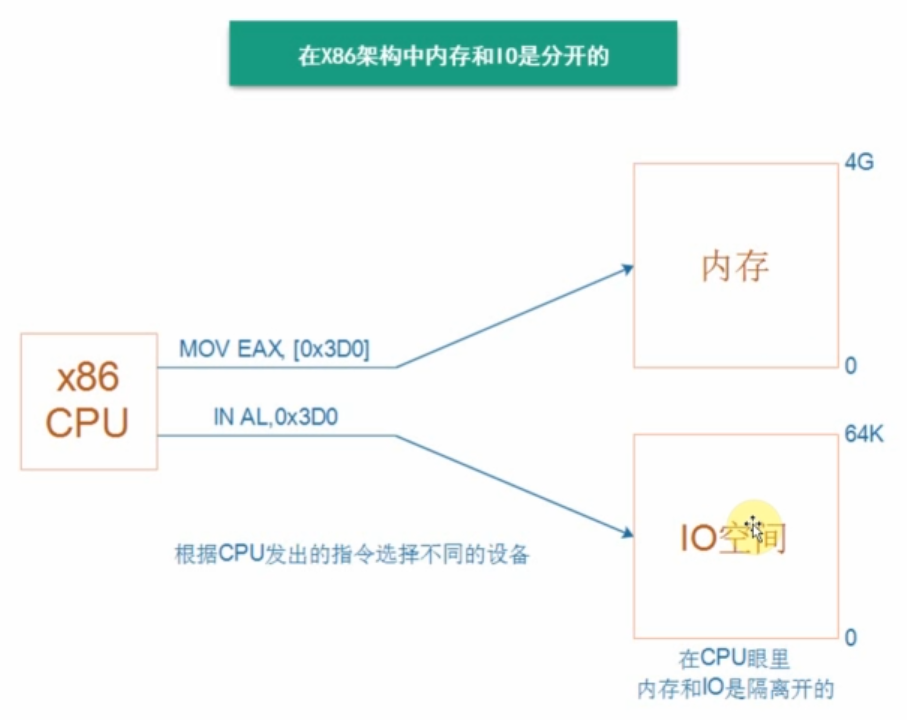 在X86架构中内存和IO是分开的
4G
内存
MOV EAX, [0x3D0]
0
x86
CPU
IN AL,0x3D0
64K
IO空间
根据CPU发出的指令选择不同的设备
0
在CPU眼里
内存和IO是隔离开的